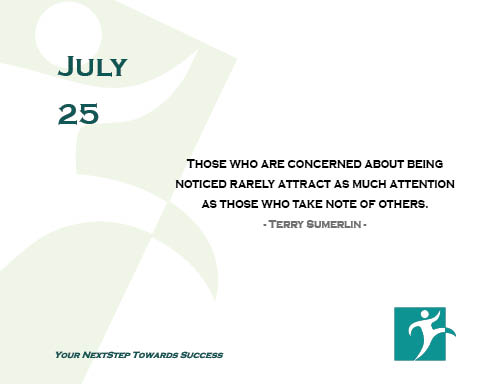 July
25
Those who are concerned about being
noticed rarely attract as much attention
as those who take note of others.
- Terry Sumerlin -
Your NextStep Towards Success